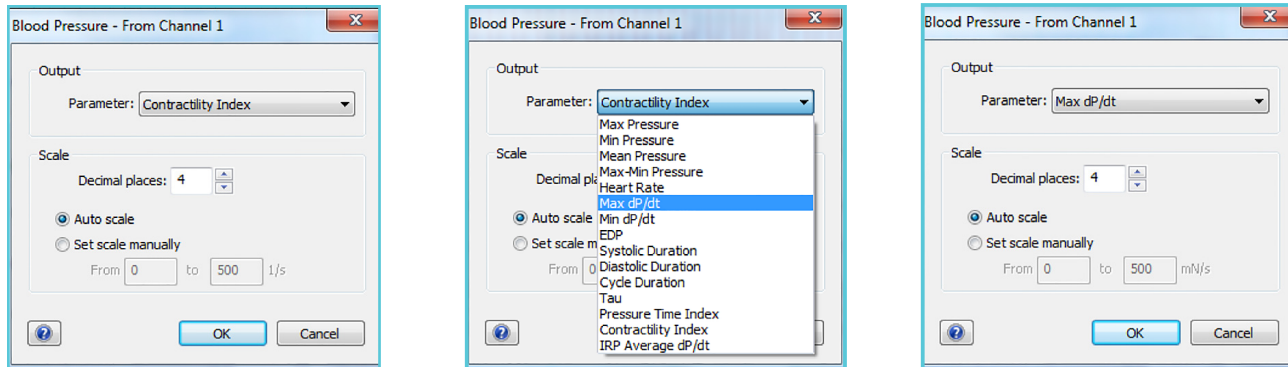 Blood Pressure - From Channel 1
Output
Parameter: Contractility Index
Scale
Decimal places: 4
Auto scale
Set scale manually
From 0 to 500 1/s
OK Cancel
Blood Pressure - From Channel 1
Output
Parameter: Contractility Index
Max Pressure
Min Pressure
Mean Pressure
Max-Min Pressure
Heart Rate
Max dP/dt
Min dP/dt
EDP
Systolic Duration
Diastolic Duration
Cycle Duration
Tau
Pressure Time Index
Contractility Index
IRP Average dP/dt
Scale
Decimal pla
Auto scale
Set scale m
From 0
Blood Pressure - From Channel 1
Output
Parameter: Max dP/dt
Scale
Decimal places: 4
Auto scale
Set scale manually
From 0 to 500 mN/s
OK Cancel